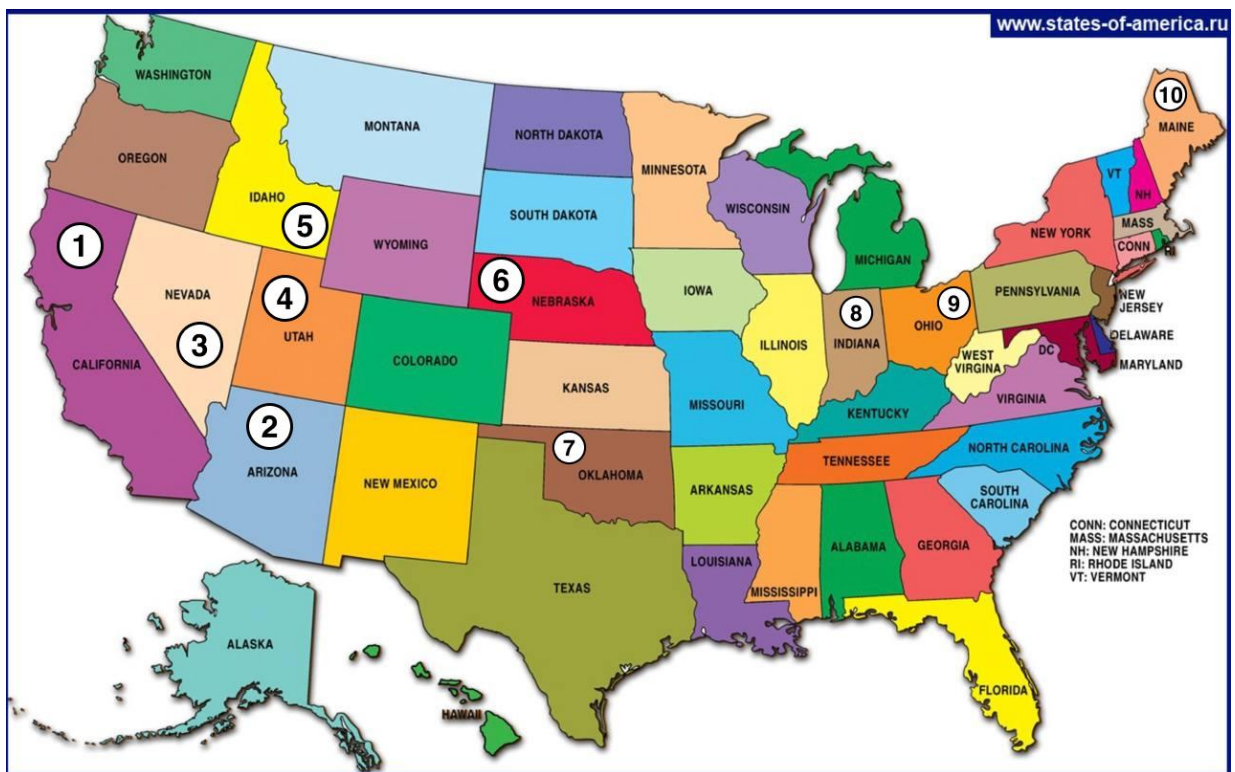 www.states-of-america.ru
WASHINGTON
MONTANA
NORTH DAKOTA
MINNESOTA
10
MAINE
OREGON
IDAHO
5
WYOMING
SOUTH DAKOTA
WISCONSIN
MICHIGAN
VT
NH
NEW YORK
MASS
CONN
RI
1
NEVADA
3
CALIFORNIA
4
UTAH
COLORADO
6
NEBRASKA
IOWA
ILLINOIS
8
INDIANA
9
OHIO
PENNSYLVANIA
NEW
JERSEY
DELAWARE
MARYLAND
DC
WEST
VIRGINA
VIRGINIA
KANSAS
MISSOURI
KENTUCKY
2
ARIZONA
NEW MEXICO
7
OKLAHOMA
ARKANSAS
TENNESSEE
NORTH CAROLINA
SOUTH
CAROLINA
TEXAS
LOUISIANA
MISSISSIPPI
ALABAMA
GEORGIA
FLORIDA
ALASKA
HAWAII
CONN: CONNECTICUT
MASS: MASSACHUSETTS
NH: NEW HAMPSHIRE
RI: RHODE ISLAND
VT: VERMONT